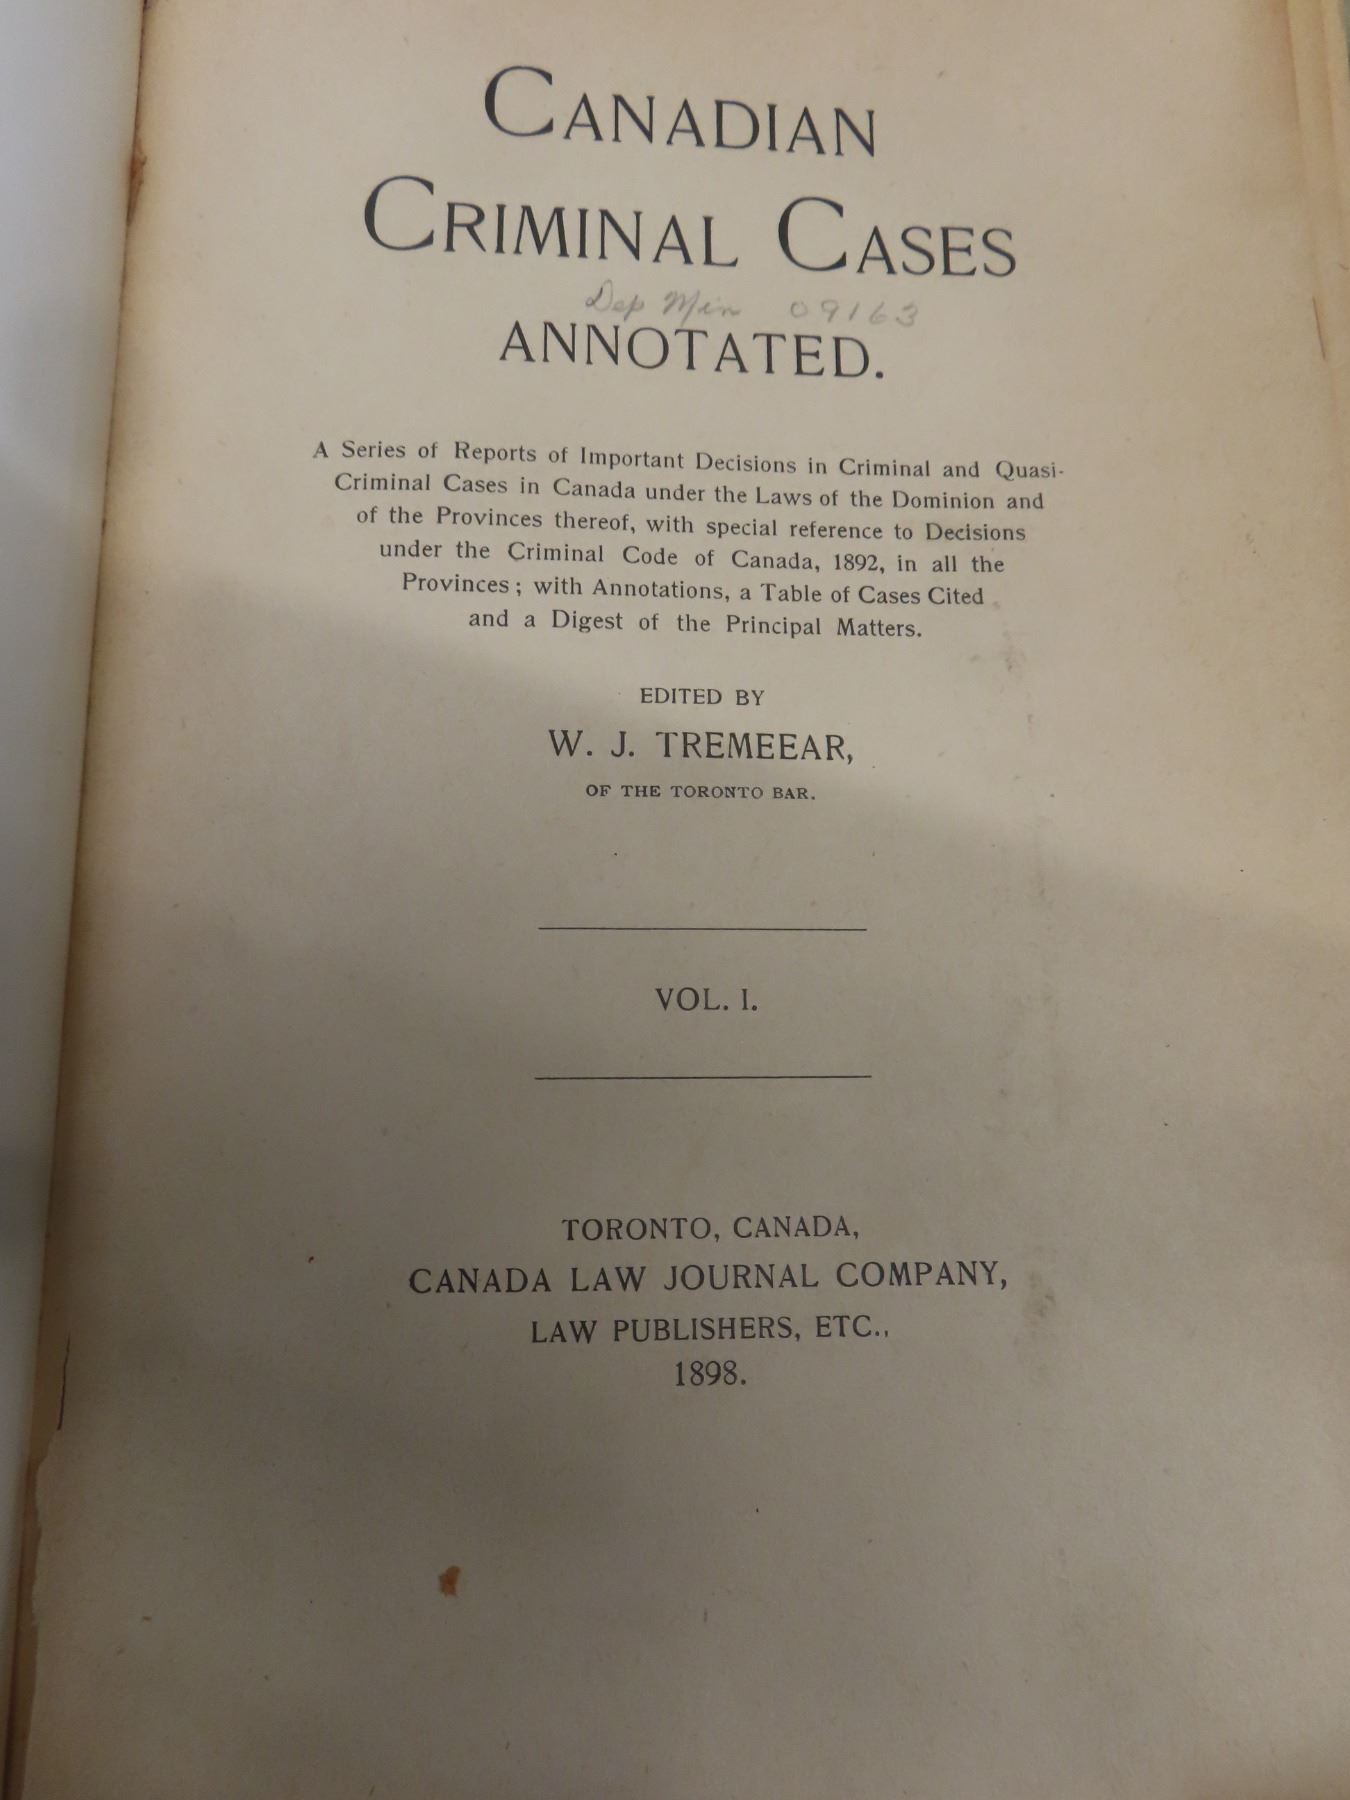 CANADIAN
CRIMINAL CASES
Dep Min 09163
ANNOTATED.
A Series of Reports of Important Decisions in Criminal and Quasi-
Criminal Cases in Canada under the Laws of the Dominion and
of the Provinces thereof, with special reference to Decisions
under the Criminal Code of Canada, 1892, in all the
Provinces; with Annotations, a Table of Cases Cited
and a Digest of the Principal Matters.
EDITED BY
W. J. TREMEEAR,
OF THE TORONTO BAR.
VOL. I.
TORONTO, CANADA,
CANADA LAW JOURNAL COMPANY,
LAW PUBLISHERS, ETC.,
1898.